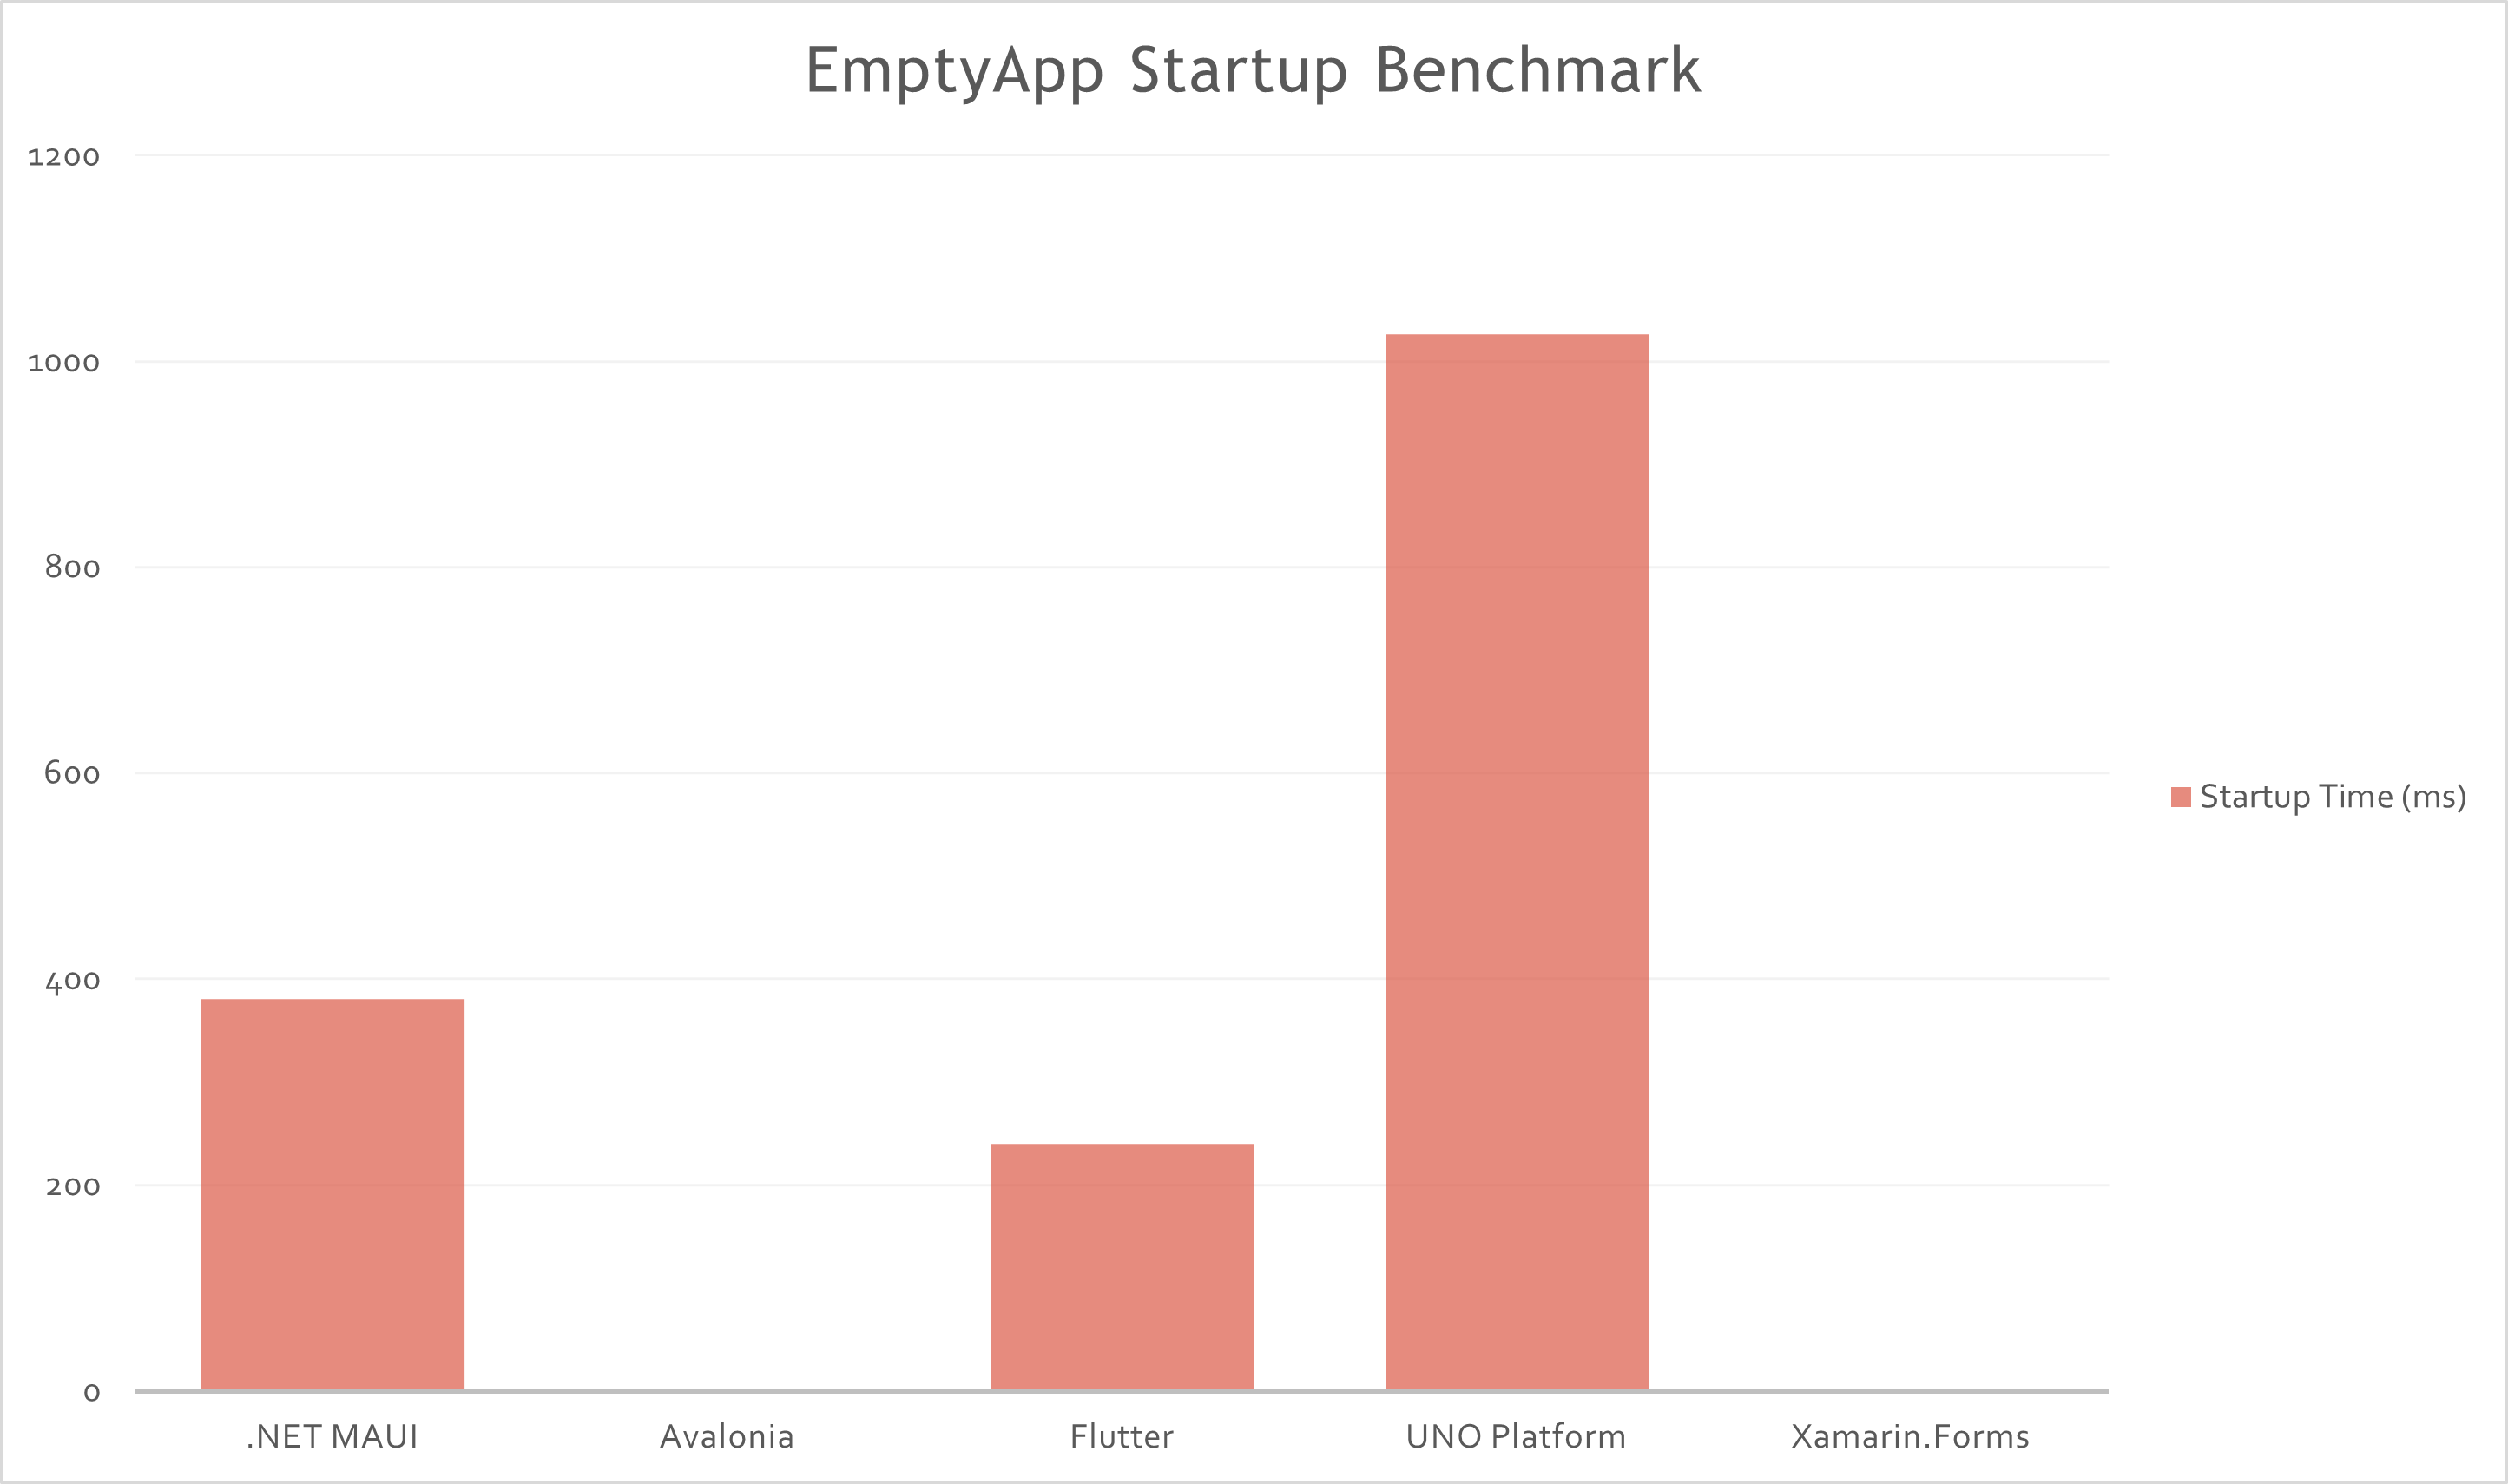 EmptyApp Startup Benchmark
1200
1000
800
600
400
200
0
Startup Time (ms)
.NET MAUI
Avalonia
Flutter
UNO Platform
Xamarin.Forms